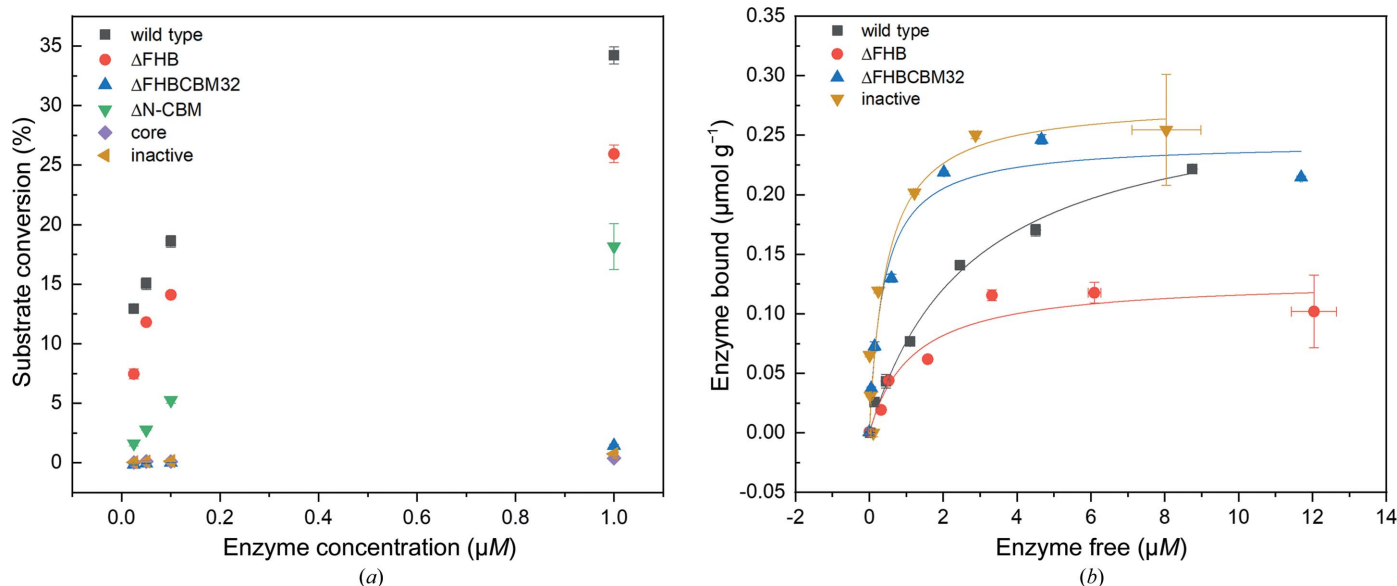 35
30
25
20
15
10
5
0
Substrate conversion (%)
wild type
ΔFHB
ΔFHBCBM32
ΔN-CBM
core
inactive
0.0 0.2 0.4 0.6 0.8 1.0
Enzyme concentration (µM)
(a)
0.35
0.30
0.25
0.20
0.15
0.10
0.05
0.00
-0.05
Enzyme bound (µmol g⁻¹)
wild type
ΔFHB
ΔFHBCBM32
inactive
-2 0 2 4 6 8 10 12 14
Enzyme free (µM)
(b)